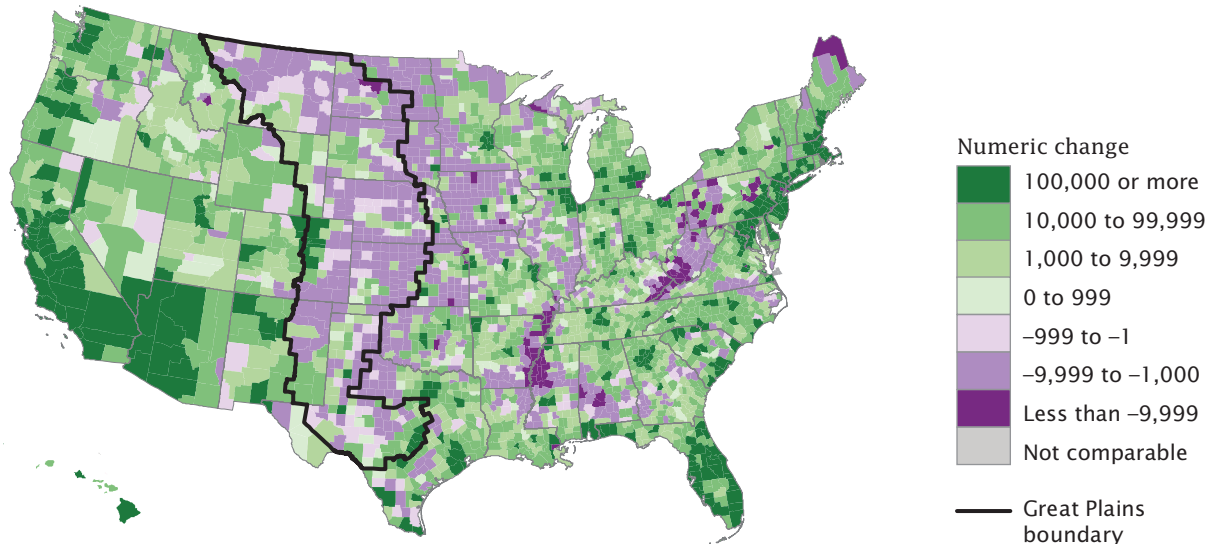 Numeric change
100,000 or more
10,000 to 99,999
1,000 to 9,999
0 to 999
–999 to –1
–9,999 to –1,000
Less than –9,999
Not comparable
Great Plains
boundary